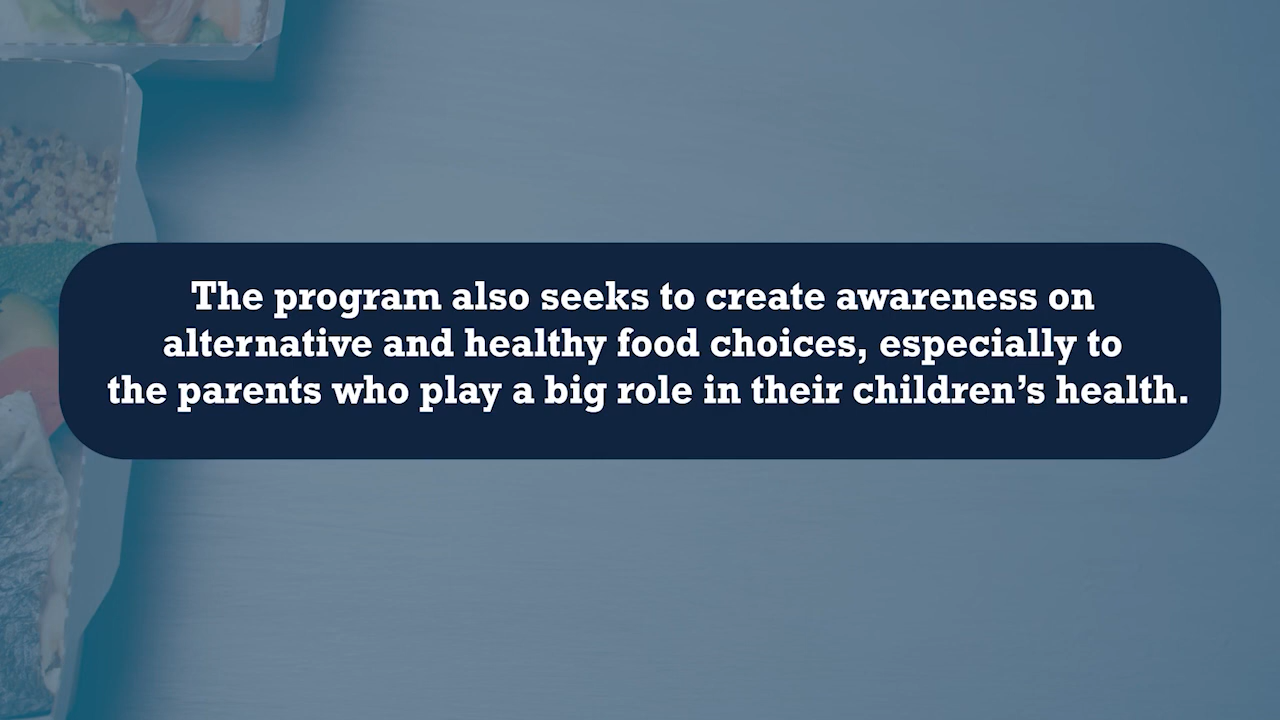 The program also seeks to create awareness on
alternative and healthy food choices, especially to
the parents who play a big role in their children’s health.